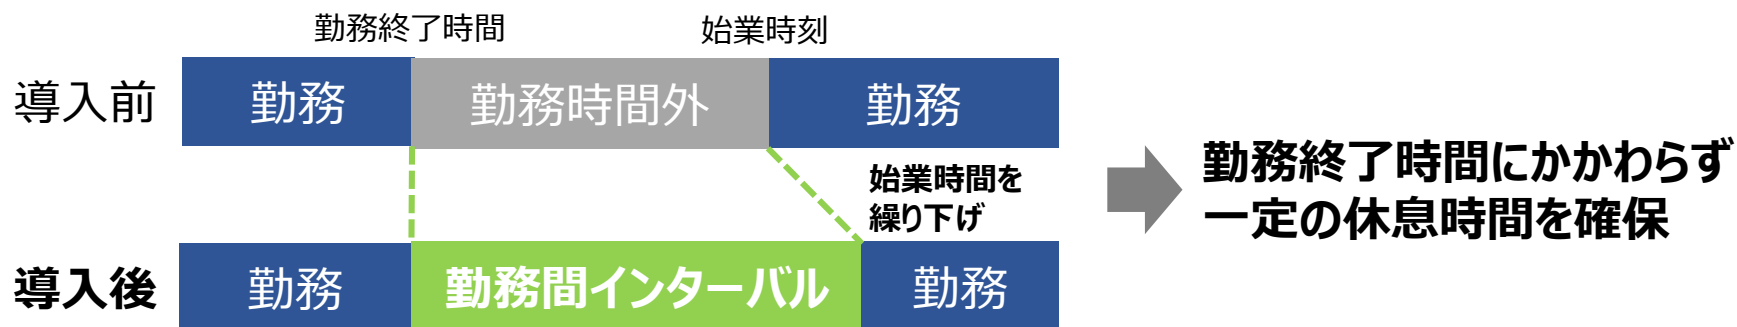 勤務終了時間
始業時刻
導入前
勤務
勤務時間外
勤務
始業時間を
繰り下げ
勤務終了時間にかかわらず
一定の休息時間を確保
導入後
勤務
勤務間インターバル
勤務